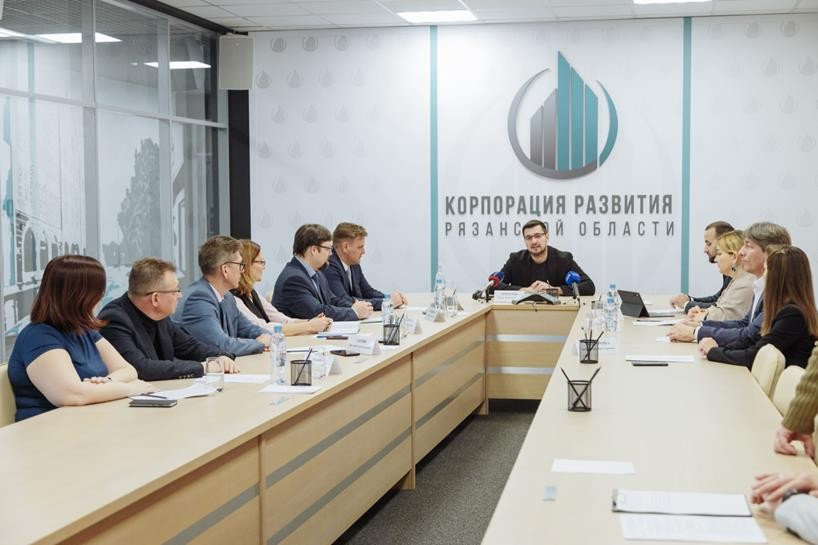 КОРПОРАЦИЯ РАЗВИТИЯ
РЯЗАНСКОЙ ОБЛАСТИ